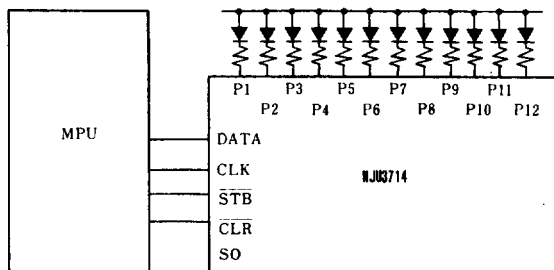 P1 P3 P5 P7 P9 P11
P2 P4 P6 P8 P10 P12
MPU
DATA
CLK
NJU3714
STB
CLR
SO